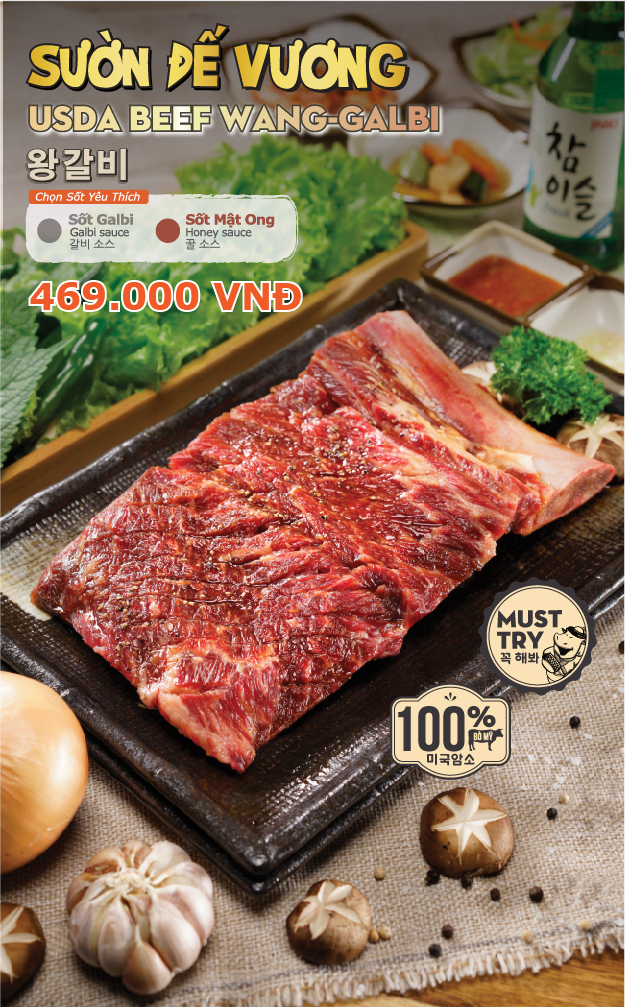 SƯỜN ĐẾ VƯƠNG
USDA BEEF WANG-GALBI
왕갈비
Chọn Sốt Yêu Thích
Sốt Galbi
Galbi sauce
갈비 소스
Sốt Mật Ong
Honey sauce
꿀 소스
469.000 VNĐ
JINRO
참
이슬
fresh
MUST
TRY
꼭 해봐
100%
BÒ MỸ
미국암소